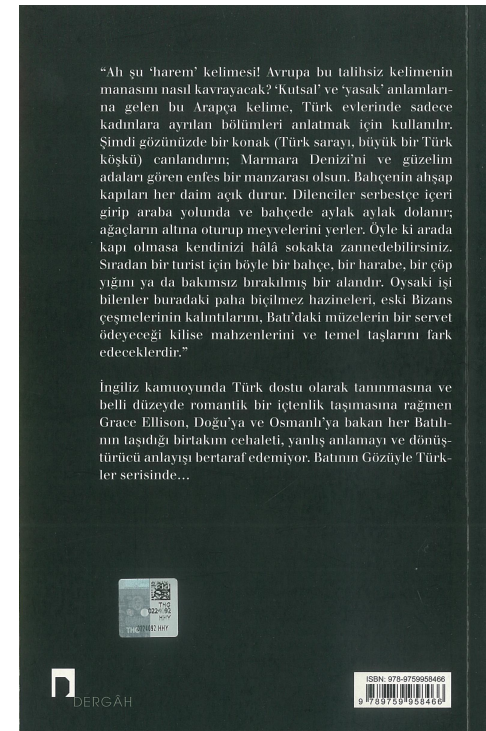 “Ah şu ‘harem’ kelimesi! Avrupa bu talihsiz kelimenin
manasını nasıl kavrayacak? ‘Kutsal’ ve ‘yasak’ anlamları-
na gelen bu Arapça kelime, Türk evlerinde sadece
kadınlara ayrılan bölümleri anlatmak için kullanılır.
Şimdi gözünüzde bir konak (Türk sarayı, büyük bir Türk
köşkü) canlandırın; Marmara Denizi’ni ve güzelim
adaları gören enfes bir manzarası olsun. Bahçenin ahşap
kapıları her daim açık durur. Dilenciler serbestçe içeri
girip araba yolunda ve bahçede aylak aylak dolanır;
ağaçların altına oturup meyvelerini yerler. Öyle ki arada
kapı olmasa kendinizi hâlâ sokakta zannedebilirsiniz.
Sıradan bir turist için böyle bir bahçe, bir harabe, bir çöp
yığını ya da bakımsız bırakılmış bir alandır. Oysaki işi
bilenler buradaki paha biçilmez hazineleri, eski Bizans
çeşmelerinin kalıntılarını, Batı’daki müzelerin bir servet
ödeyeceği kilise mahzenlerini ve temel taşlarını fark
edeceklerdir.”
İngiliz kamuoyunda Türk dostu olarak tanınmasına ve
belli düzeyde romantik bir içtenlik taşımasına rağmen
Grace Ellison, Doğu’ya ve Osmanlı’ya bakan her Batılı-
nın taşıdığı birtakım cehaleti, yanlış anlamayı ve dönüş-
türücü anlayışı bertaraf edemiyor. Batının Gözüyle Türk-
ler serisinde...
THG
0224092
HHY
THG 0224092 HHY
DERGÂH
ISBN: 978-9759958466
9 789759 958466